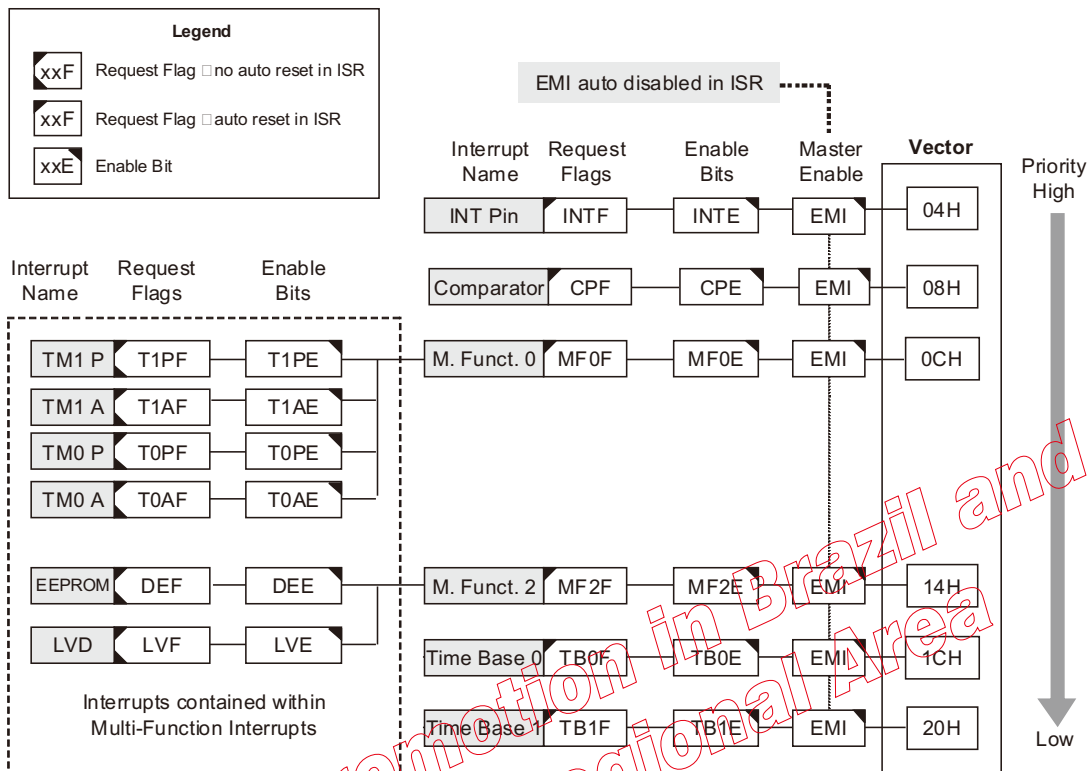 Legend
xxF Request Flag □ no auto reset in ISR
xxF Request Flag □ auto reset in ISR
xxE Enable Bit
EMI auto disabled in ISR
Interrupt Name
Request Flags
Enable Bits
Master Enable
Vector
Priority High
INT Pin INTF INTE EMI 04H
Comparator CPF CPE EMI 08H
Interrupt Name
Request Flags
Enable Bits
TM1 P T1PF T1PE M. Funct. 0 MF0F MF0E EMI 0CH
TM1 A T1AF T1AE
TM0 P T0PF T0PE
TM0 A T0AF T0AE
EEPROM DEF DEE M. Funct. 2 MF2F MF2E EMI 14H
LVD LVF LVE Time Base 0 TB0F TB0E EMI 1CH
Interrupts contained within
Multi-Function Interrupts
Time Base 1 TB1F TB1E EMI 20H
Low
in Brazil and
Area